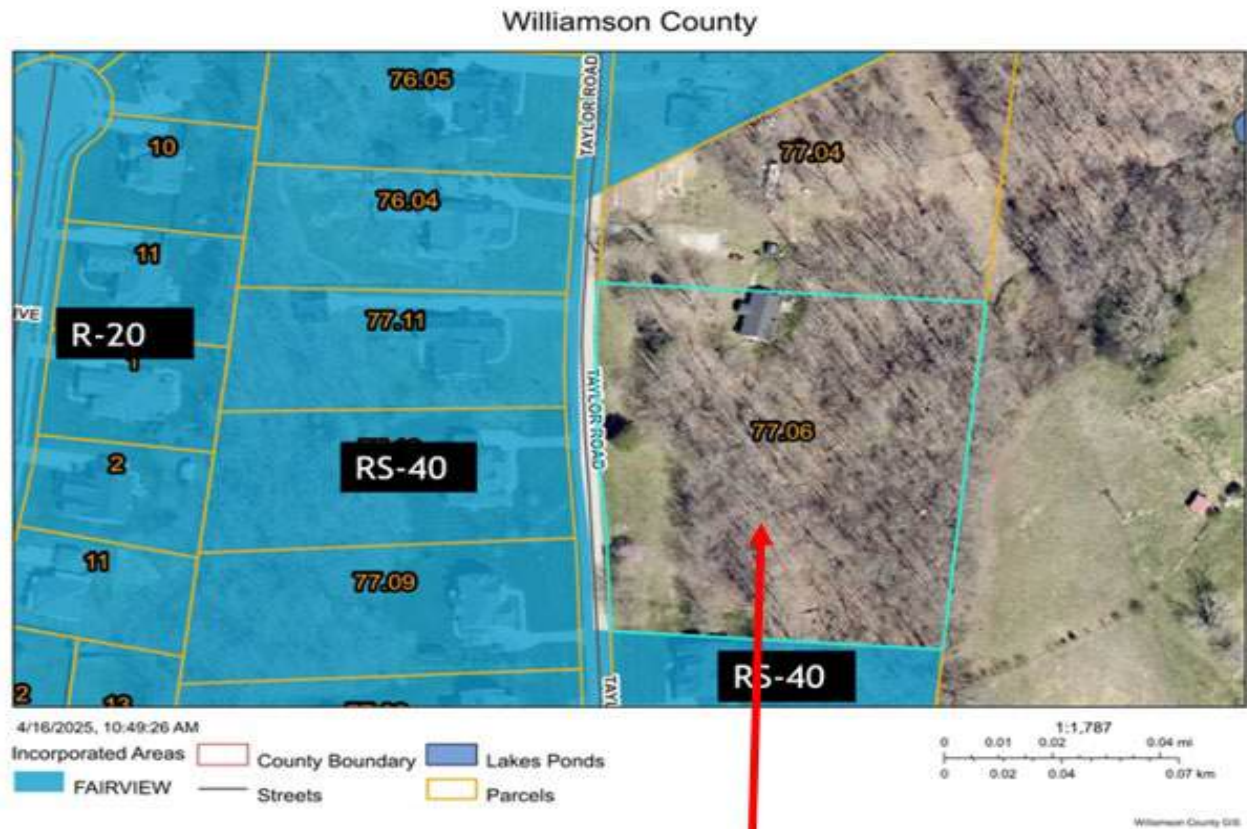 Williamson County
76.05
TAYLOR ROAD
10
77.04
76.04
11
77.11
IVE
R-20
1
TAYLOR ROAD
77.06
2
RS-40
11
77.09
RS-40
2
13
TAYL
4/16/2025, 10:49:26 AM
1:1,787
Incorporated Areas
County Boundary
Lakes Ponds
0 0.01 0.02 0.04 mi
FAIRVIEW
Streets
Parcels
0 0.02 0.04 0.07 km
Williamson County GIS